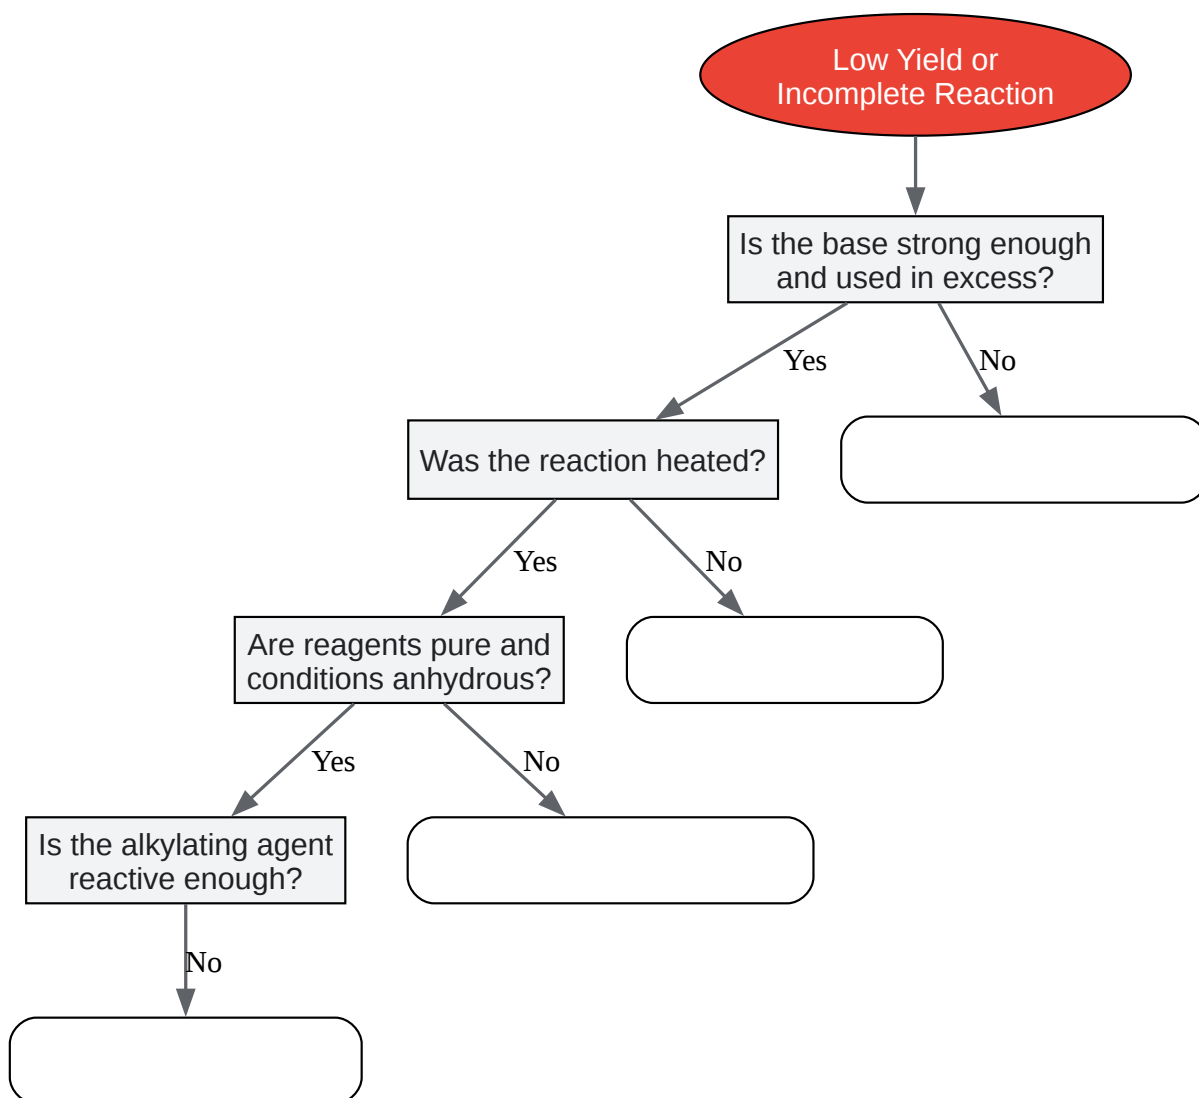 Low Yield or
Incomplete Reaction
Is the base strong enough
and used in excess?
Yes
No
Was the reaction heated?
Yes
No
Are reagents pure and
conditions anhydrous?
Yes
No
Is the alkylating agent
reactive enough?
No